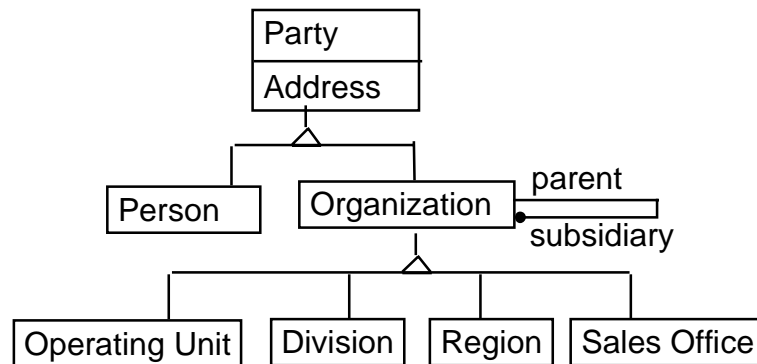 Party
Address
Person
Organization
parent
subsidiary
Operating Unit
Division
Region
Sales Office